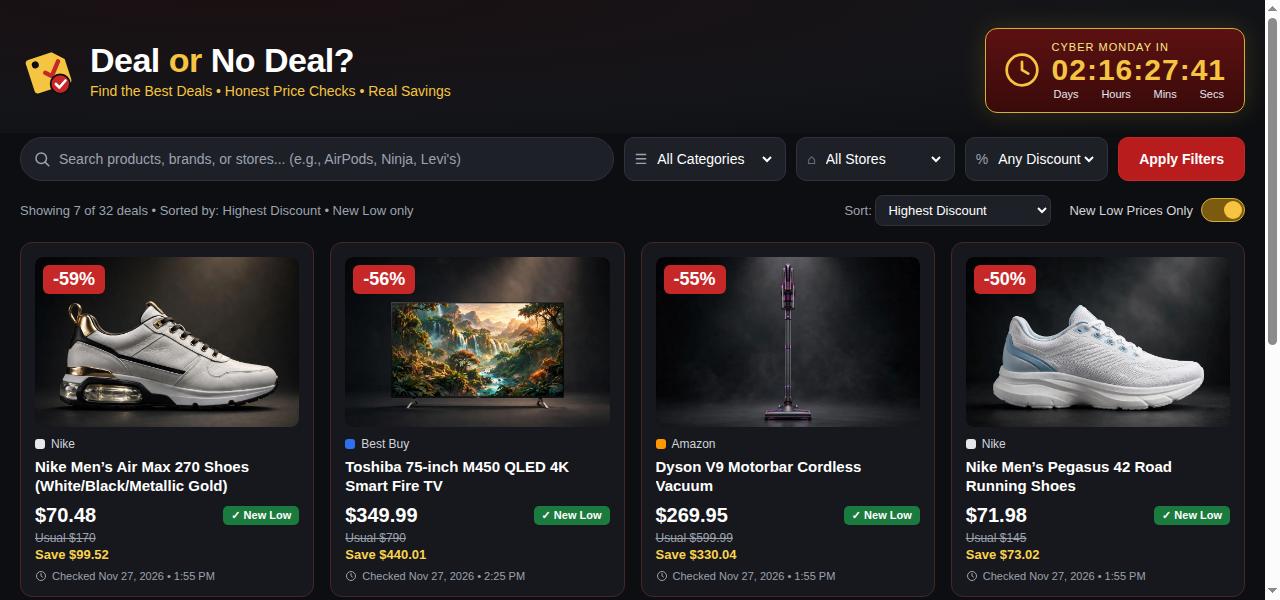 Deal or No Deal?
Find the Best Deals • Honest Price Checks • Real Savings
CYBER MONDAY IN
02:16:27:41
Days Hours Mins Secs
Search products, brands, or stores... (e.g., AirPods, Ninja, Levi's)
All Categories
All Stores
% Any Discount
Apply Filters
Showing 7 of 32 deals • Sorted by: Highest Discount • New Low only
Sort: Highest Discount
New Low Prices Only
-59%
Nike
Nike Men’s Air Max 270 Shoes
(White/Black/Metallic Gold)
$70.48
✓ New Low
Usual $170
Save $99.52
Checked Nov 27, 2026 • 1:55 PM
-56%
Best Buy
Toshiba 75-inch M450 QLED 4K
Smart Fire TV
$349.99
✓ New Low
Usual $790
Save $440.01
Checked Nov 27, 2026 • 2:25 PM
-55%
Amazon
Dyson V9 Motorbar Cordless
Vacuum
$269.95
✓ New Low
Usual $599.99
Save $330.04
Checked Nov 27, 2026 • 1:55 PM
-50%
Nike
Nike Men’s Pegasus 42 Road
Running Shoes
$71.98
✓ New Low
Usual $145
Save $73.02
Checked Nov 27, 2026 • 1:55 PM